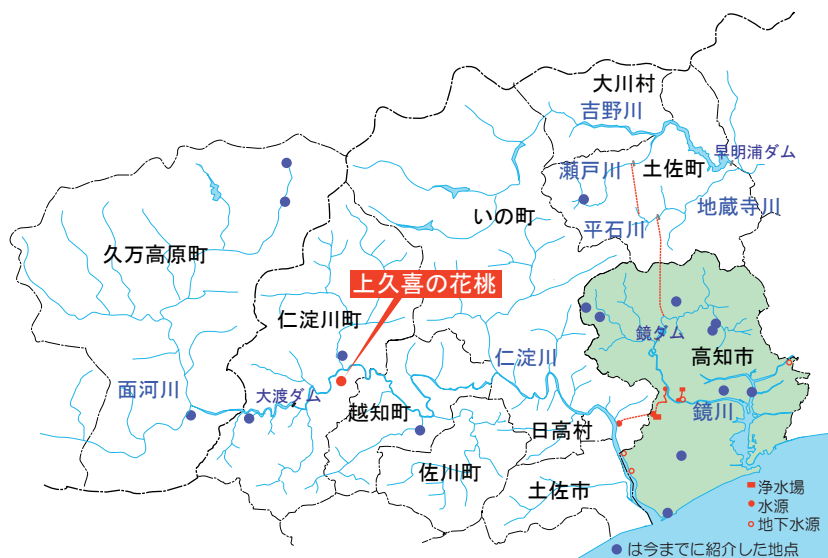 大川村
吉野川
早明浦ダム
瀬戸川
土佐町
地蔵寺川
平石川
いの町
久万高原町
上久喜の花桃
仁淀川町
鏡ダム
仁淀川
高知市
面河川
大渡ダム
越知町
鏡川
日高村
佐川町
土佐市
浄水場
水源
地下水源
は今までに紹介した地点